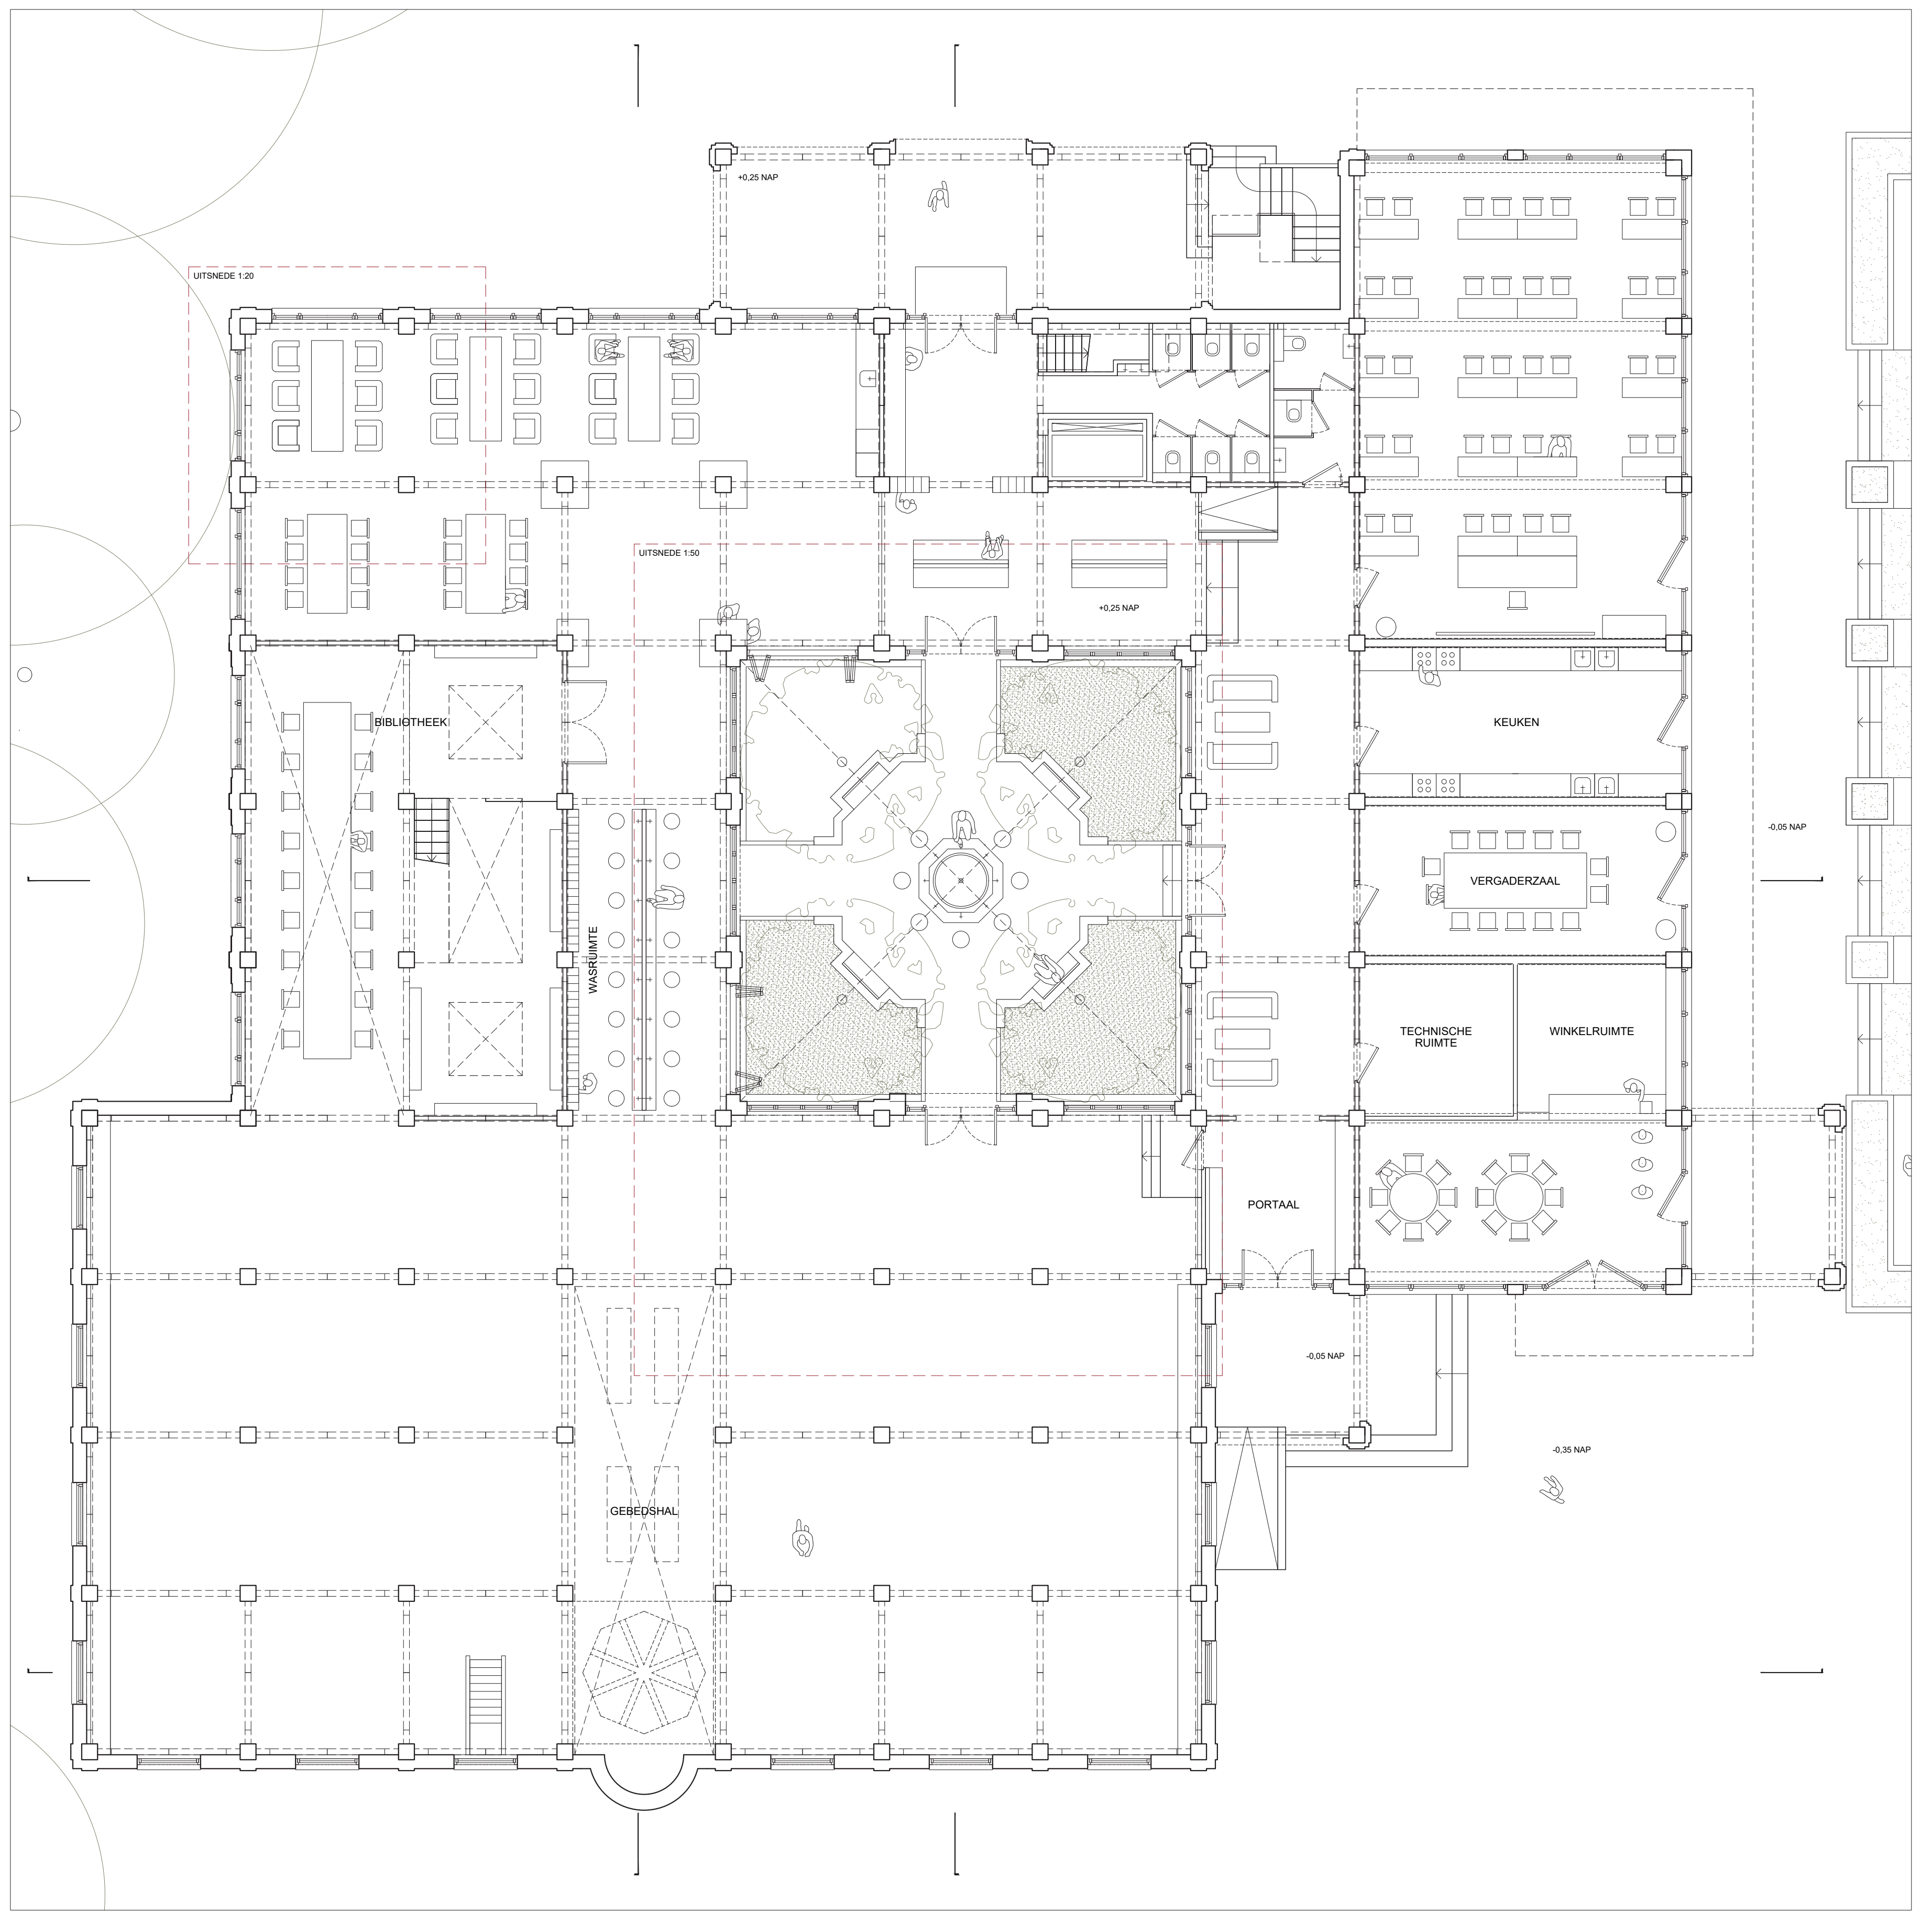 +0,25 NAP
UITSNEDE 1:20
UITSNEDE 1:50
+0,25 NAP
BIBLIOTHEEK
KEUKEN
-0,05 NAP
VERGADERZAAL
WASRUIMTE
TECHNISCHE
RUIMTE
WINKELRUIMTE
PORTAAL
-0,05 NAP
-0,35 NAP
GEBEDSHAL